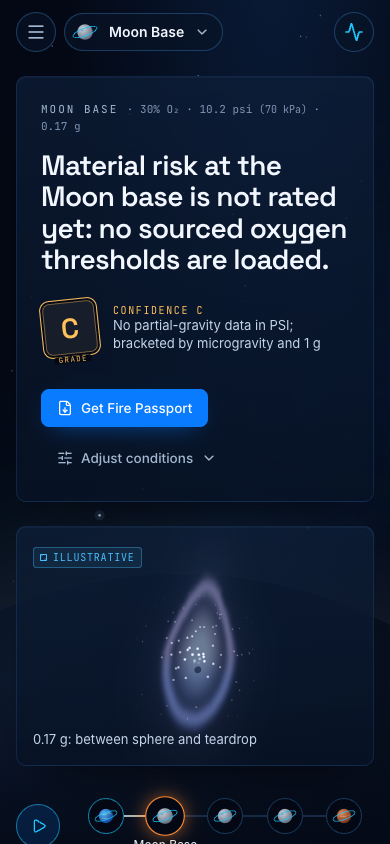 Moon Base
MOON BASE · 30% O₂ · 10.2 psi (70 kPa) ·
0.17 g
Material risk at the
Moon base is not rated
yet: no sourced oxygen
thresholds are loaded.
C
GRADE
CONFIDENCE C
No partial-gravity data in PSI;
bracketed by microgravity and 1 g
Get Fire Passport
Adjust conditions
ILLUSTRATIVE
0.17 g: between sphere and teardrop
Moon Base